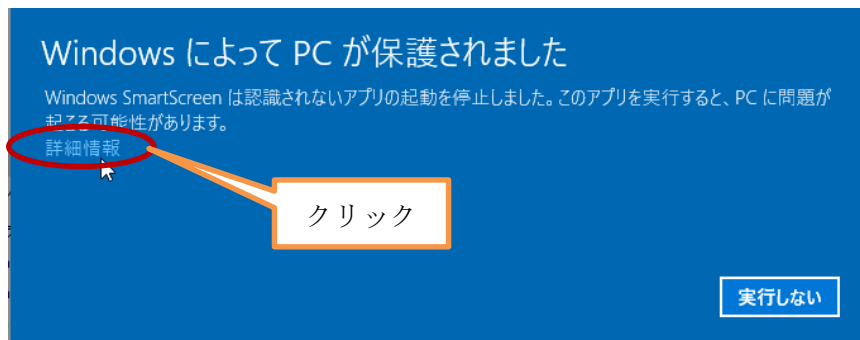 Windows によって PC が保護されました
Windows SmartScreen は認識されないアプリの起動を停止しました。このアプリを実行すると、PC に問題が
起こる可能性があります。
詳細情報
クリック
実行しない